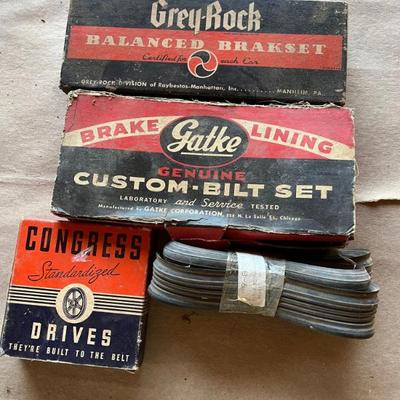 Grey-Rock
BALANCED BRAKSET
Certified for each Car
GREY-ROCK DIVISION of Raybestos-Manhattan, Inc. MANHEIM, PA.
BRAKE Gatke LINING
GENUINE
CUSTOM-BILT SET
LABORATORY and Service TESTED
Manufactured by GATKE CORPORATION, 228 N. La Salle St., Chicago
CONGRESS
Standardized
DRIVES
THEY'RE BUILT TO THE BELT